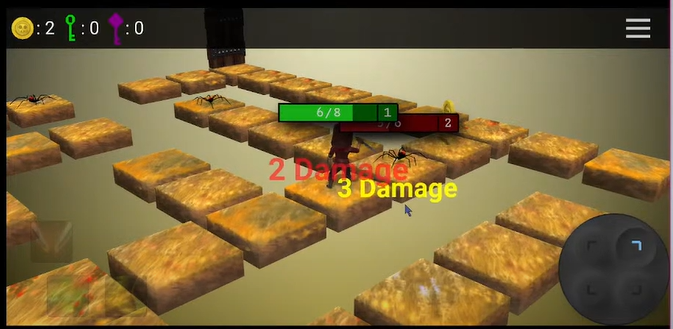 : 2 : 0 : 0
6/8 1
2
2 Damage
3 Damage